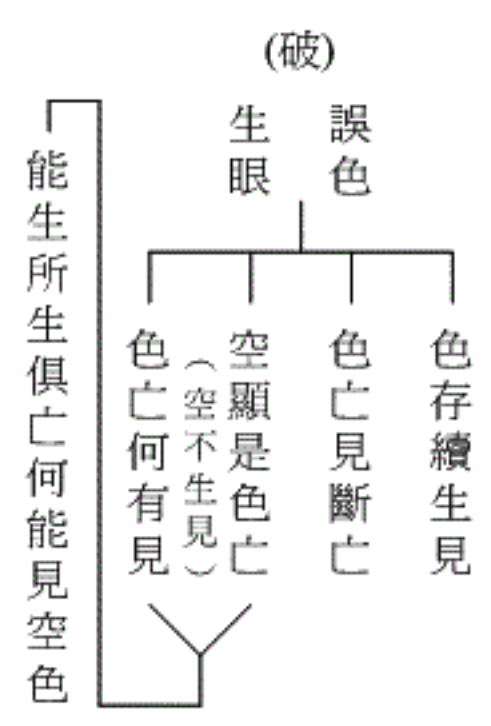 (破)
誤色
生眼
色存續生見
色亡見斷亡
空顯是色亡
(空不生見)
色亡何有見
能生所生俱亡何能見空色